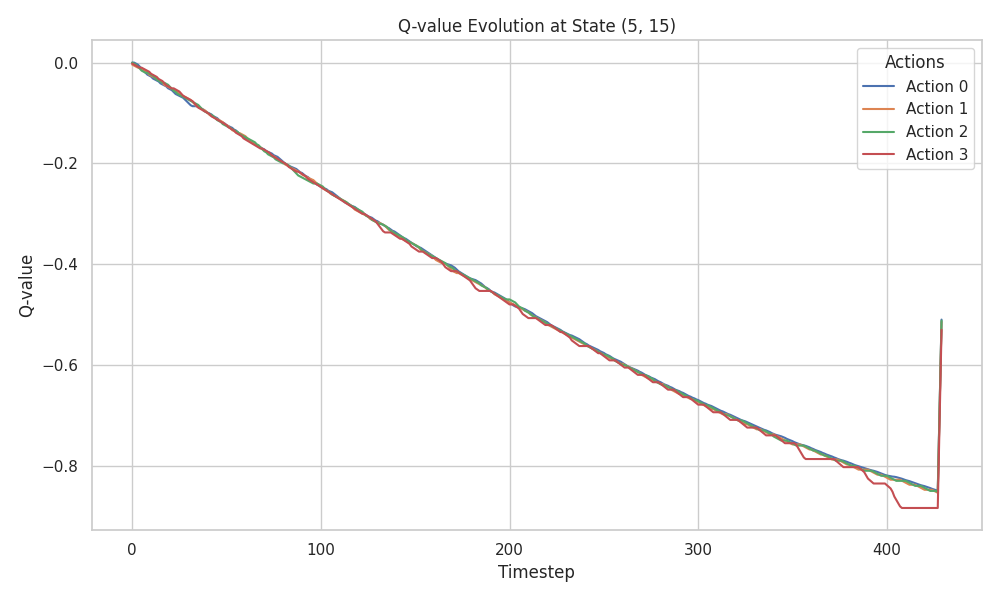 Q-value Evolution at State (5, 15)
Actions
Action 0
Action 1
Action 2
Action 3
Q-value
0.0
−0.2
−0.4
−0.6
−0.8
0 100 200 300 400
Timestep